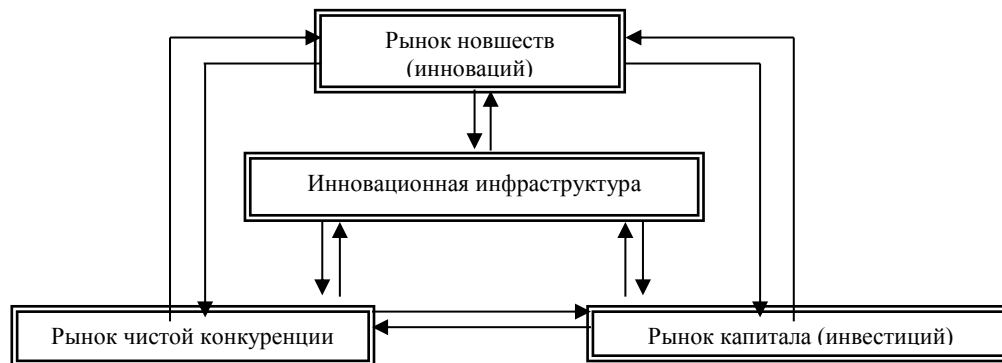 Рынок новшеств
(инноваций)
Инновационная инфраструктура
Рынок чистой конкуренции
Рынок капитала (инвестиций)